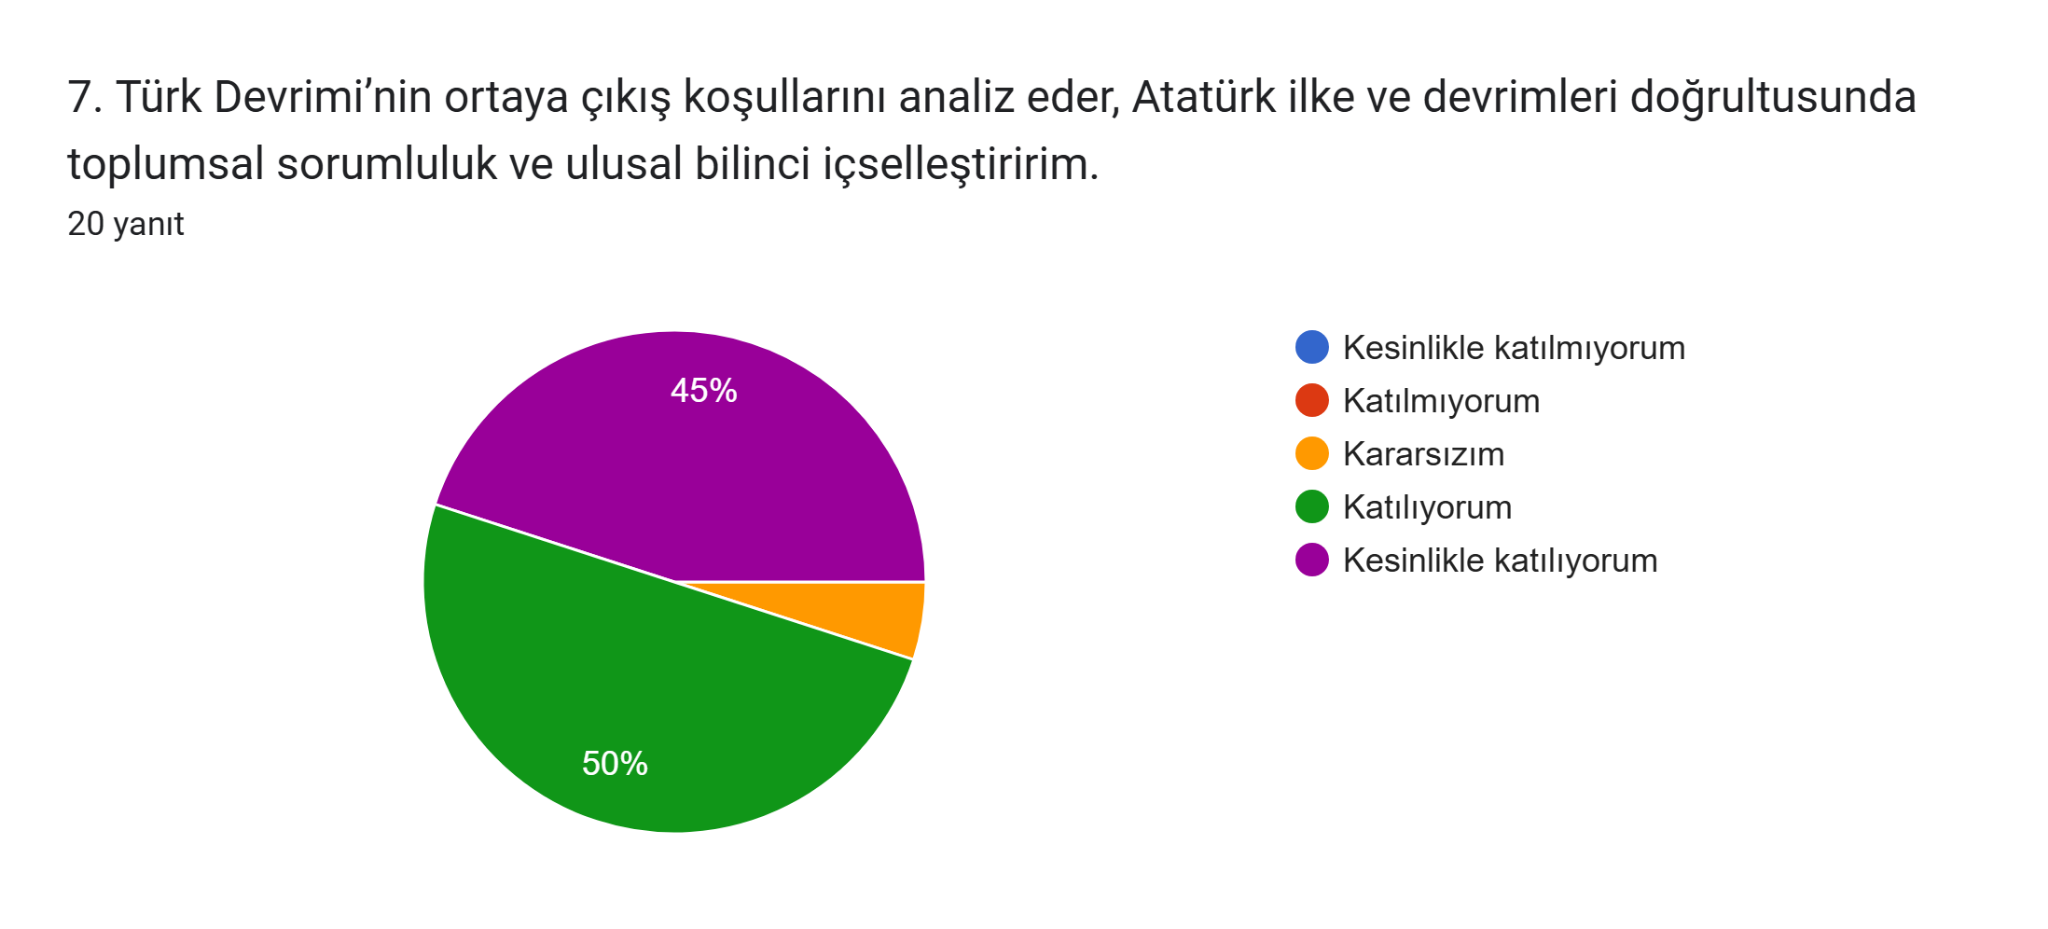 7. Türk Devrimi’nin ortaya çıkış koşullarını analiz eder, Atatürk ilke ve devrimleri doğrultusunda
toplumsal sorumluluk ve ulusal bilinci içselleştiririm.
20 yanıt
45%
50%
Kesinlikle katılmıyorum
Katılmıyorum
Kararsızım
Katılıyorum
Kesinlikle katılıyorum